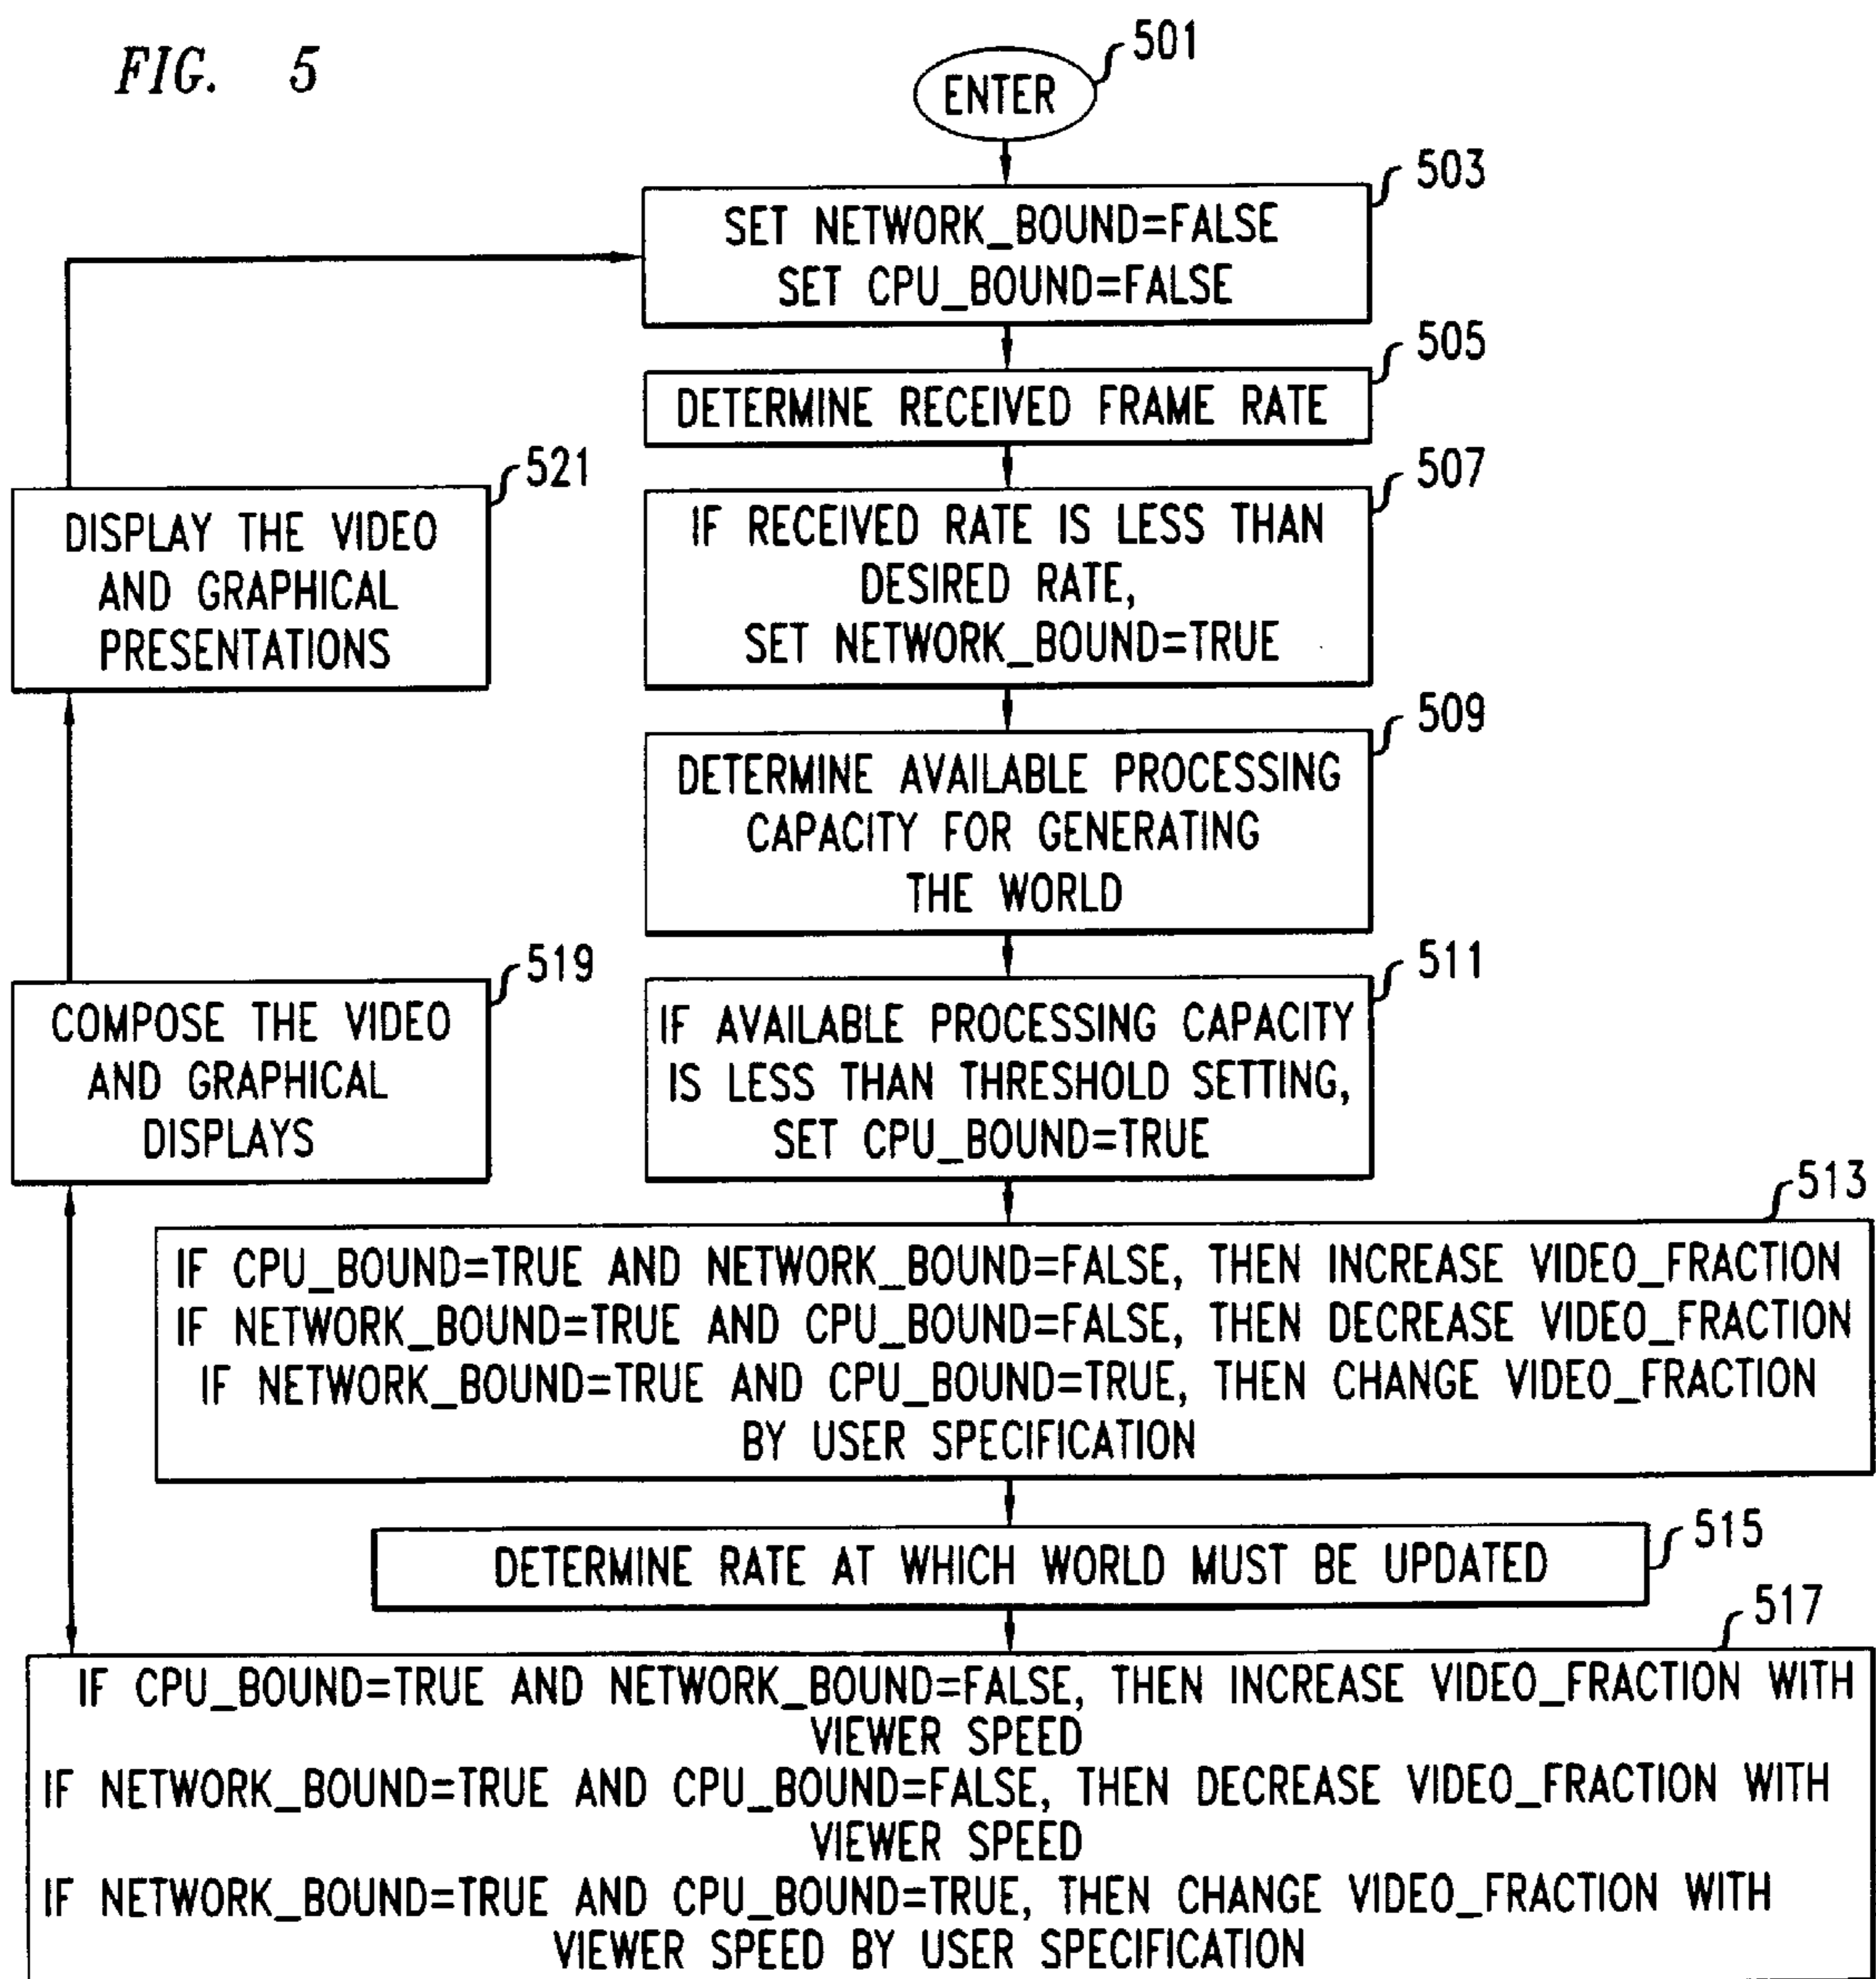 FIG. 5
501
ENTER
503
SET NETWORK_BOUND=FALSE
SET CPU_BOUND=FALSE
505
DETERMINE RECEIVED FRAME RATE
507
IF RECEIVED RATE IS LESS THAN
DESIRED RATE,
SET NETWORK_BOUND=TRUE
509
DETERMINE AVAILABLE PROCESSING
CAPACITY FOR GENERATING
THE WORLD
511
IF AVAILABLE PROCESSING CAPACITY
IS LESS THAN THRESHOLD SETTING,
SET CPU_BOUND=TRUE
513
IF CPU_BOUND=TRUE AND NETWORK_BOUND=FALSE, THEN INCREASE VIDEO_FRACTION
IF NETWORK_BOUND=TRUE AND CPU_BOUND=FALSE, THEN DECREASE VIDEO_FRACTION
IF NETWORK_BOUND=TRUE AND CPU_BOUND=TRUE, THEN CHANGE VIDEO_FRACTION
BY USER SPECIFICATION
515
DETERMINE RATE AT WHICH WORLD MUST BE UPDATED
517
IF CPU_BOUND=TRUE AND NETWORK_BOUND=FALSE, THEN INCREASE VIDEO_FRACTION WITH
VIEWER SPEED
IF NETWORK_BOUND=TRUE AND CPU_BOUND=FALSE, THEN DECREASE VIDEO_FRACTION WITH
VIEWER SPEED
IF NETWORK_BOUND=TRUE AND CPU_BOUND=TRUE, THEN CHANGE VIDEO_FRACTION WITH
VIEWER SPEED BY USER SPECIFICATION
519
COMPOSE THE VIDEO
AND GRAPHICAL
DISPLAYS
521
DISPLAY THE VIDEO
AND GRAPHICAL
PRESENTATIONS